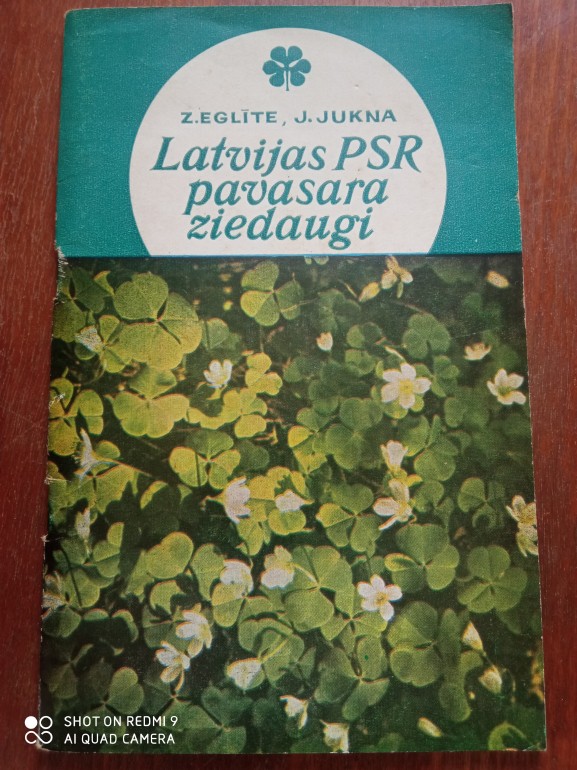 Z.EGLĪTE, J.JUKNA
Latvijas PSR
pavasara
ziedaugi
SHOT ON REDMI 9
AI QUAD CAMERA